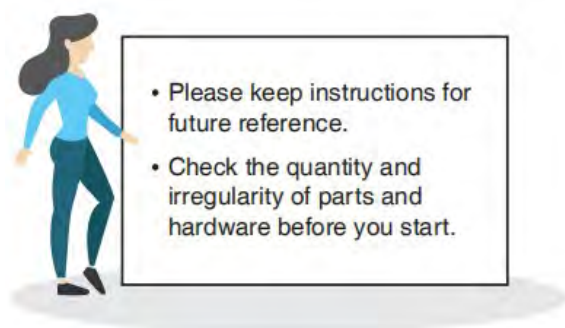 • Please keep instructions for
future reference.
• Check the quantity and
irregularity of parts and
hardware before you start.